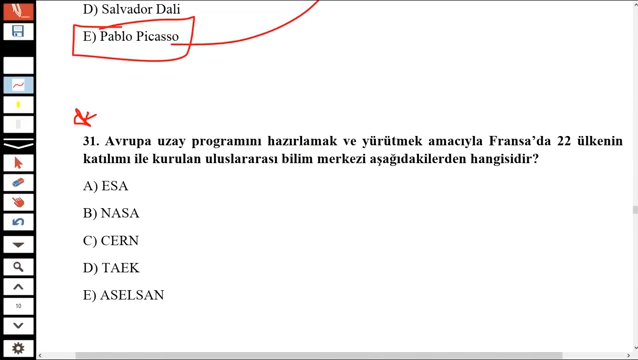 D) Salvador Dali
E) Pablo Picasso
31. Avrupa uzay programını hazırlamak ve yürütmek amacıyla Fransa'da 22 ülkenin
katılımı ile kurulan uluslararası bilim merkezi aşağıdakilerden hangisidir?
A) ESA
B) NASA
C) CERN
D) TAEK
E) ASELSAN
10